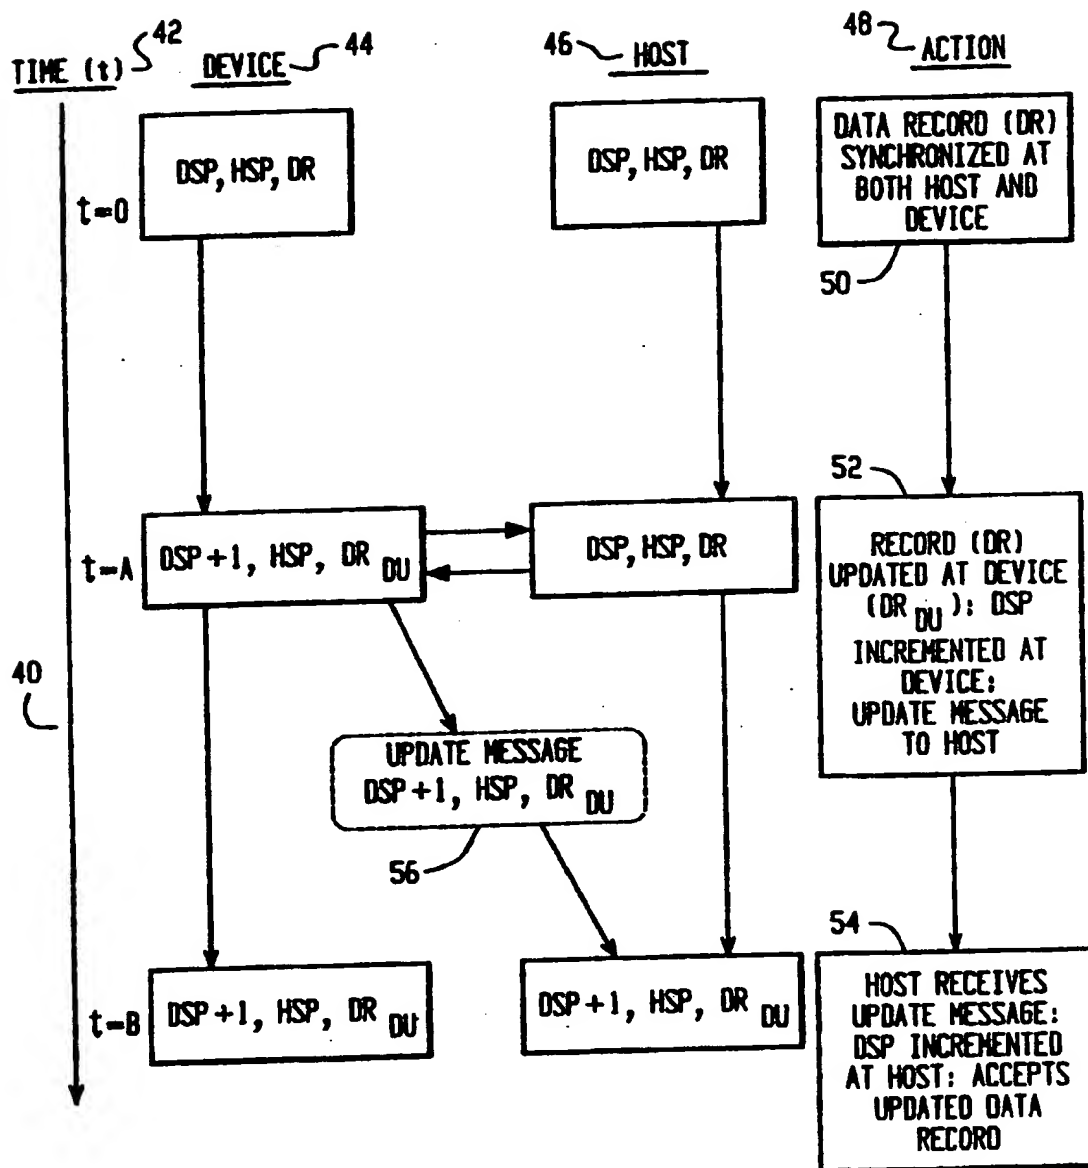 TIME (t) 42
DEVICE 44
46 HOST
48 ACTION
t=0
DSP, HSP, DR
DSP, HSP, DR
DATA RECORD (DR)
SYNCHRONIZED AT
BOTH HOST AND
DEVICE
50
52
t=A
DSP+1, HSP, DR DU
DSP, HSP, DR
RECORD (DR)
UPDATED AT DEVICE
(DR DU): DSP
INCREMENTED AT
DEVICE:
UPDATE MESSAGE
TO HOST
40
UPDATE MESSAGE
DSP+1, HSP, DR DU
56
54
t=B
DSP+1, HSP, DR DU
DSP+1, HSP, DR DU
HOST RECEIVES
UPDATE MESSAGE:
DSP INCREMENTED
AT HOST: ACCEPTS
UPDATED DATA
RECORD